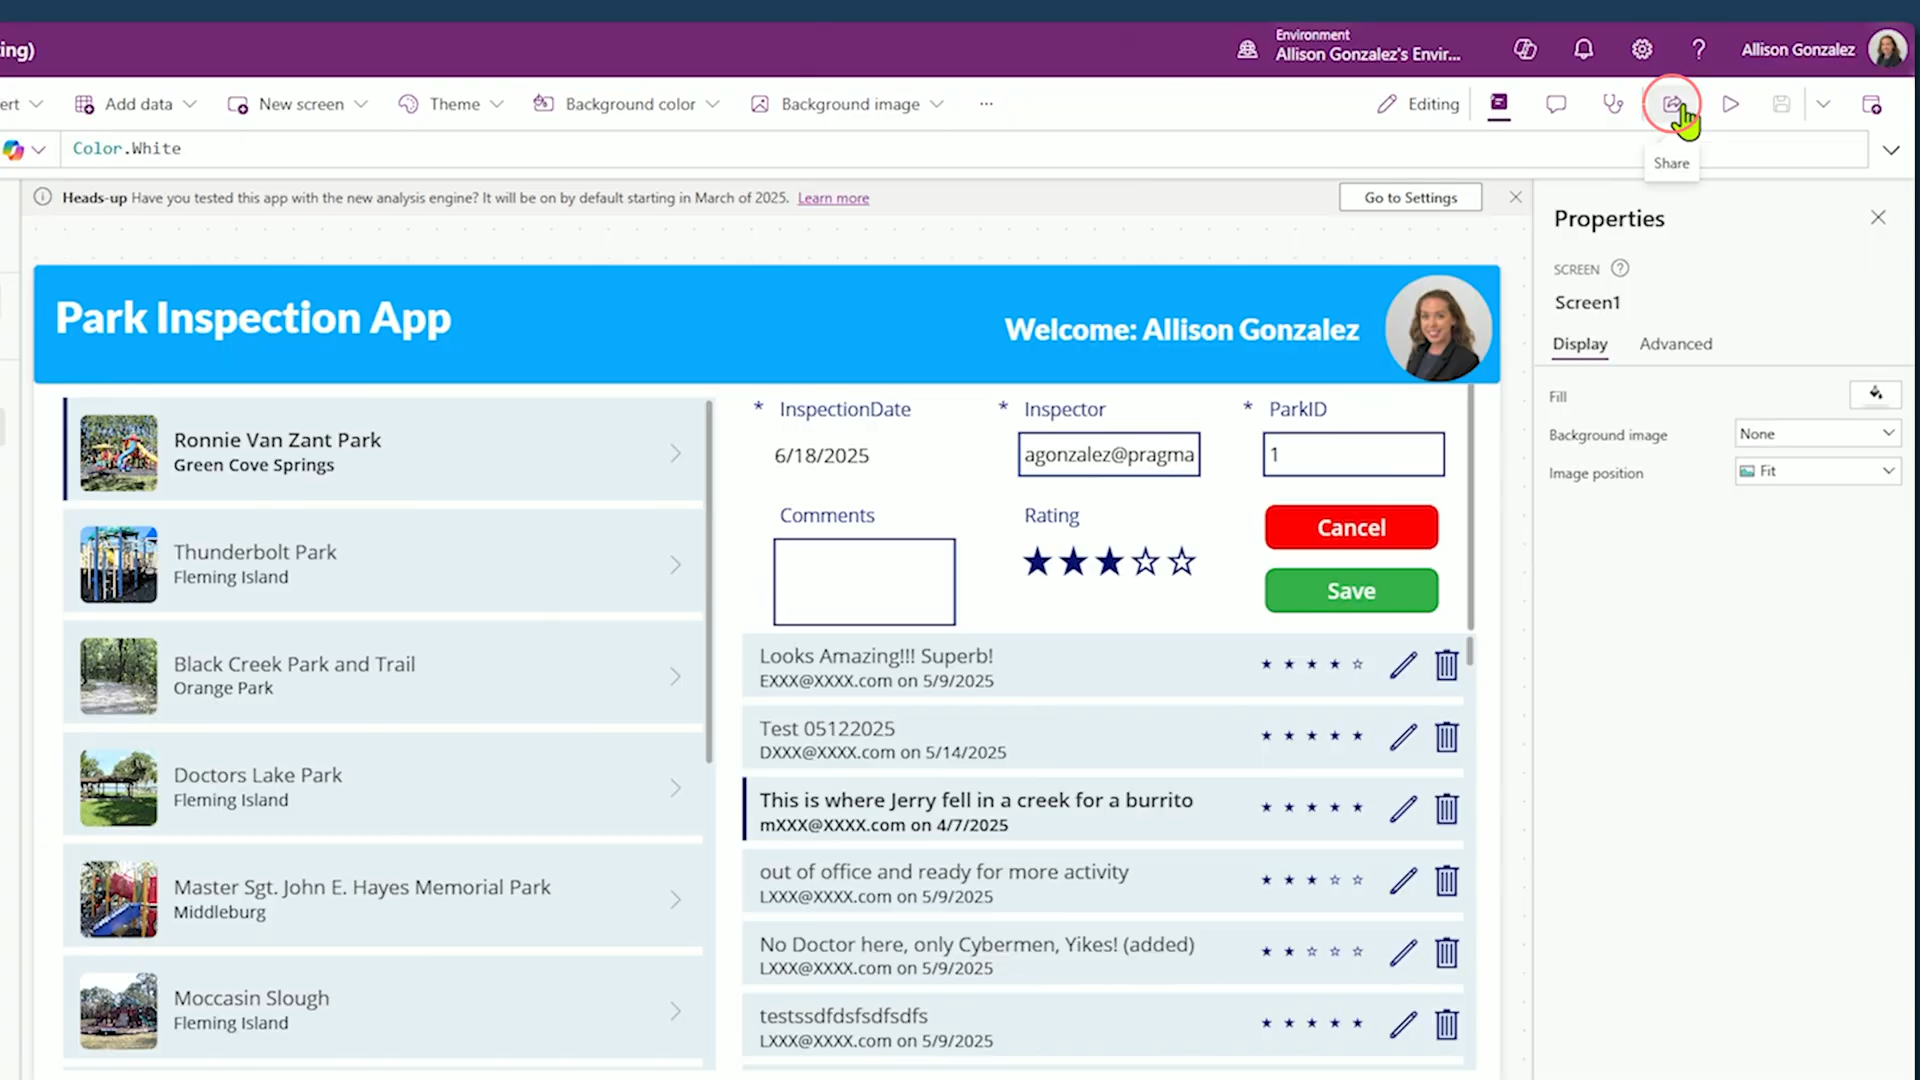 ing)
Environment
Allison Gonzalez's Envir...
Allison Gonzalez
ert
Add data
New screen
Theme
Background color
Background image
...
Editing
Color.White
Share
Heads-up Have you tested this app with the new analysis engine? It will be on by default starting in March of 2025. Learn more
Go to Settings
Properties
SCREEN
Screen1
Display
Advanced
Fill
Background image
None
Image position
Fit
Park Inspection App
Welcome: Allison Gonzalez
Ronnie Van Zant Park
Green Cove Springs
Thunderbolt Park
Fleming Island
Black Creek Park and Trail
Orange Park
Doctors Lake Park
Fleming Island
Master Sgt. John E. Hayes Memorial Park
Middleburg
Moccasin Slough
Fleming Island
* InspectionDate
* Inspector
* ParkID
6/18/2025
agonzalez@pragma
1
Comments
Rating
Cancel
Save
Looks Amazing!!! Superb!
EXXX@XXXX.com on 5/9/2025
Test 05122025
DXXX@XXXX.com on 5/14/2025
This is where Jerry fell in a creek for a burrito
mXXX@XXXX.com on 4/7/2025
out of office and ready for more activity
LXXX@XXXX.com on 5/9/2025
No Doctor here, only Cybermen, Yikes! (added)
LXXX@XXXX.com on 5/9/2025
testssdfdsfsdfsdfs
LXXX@XXXX.com on 5/9/2025